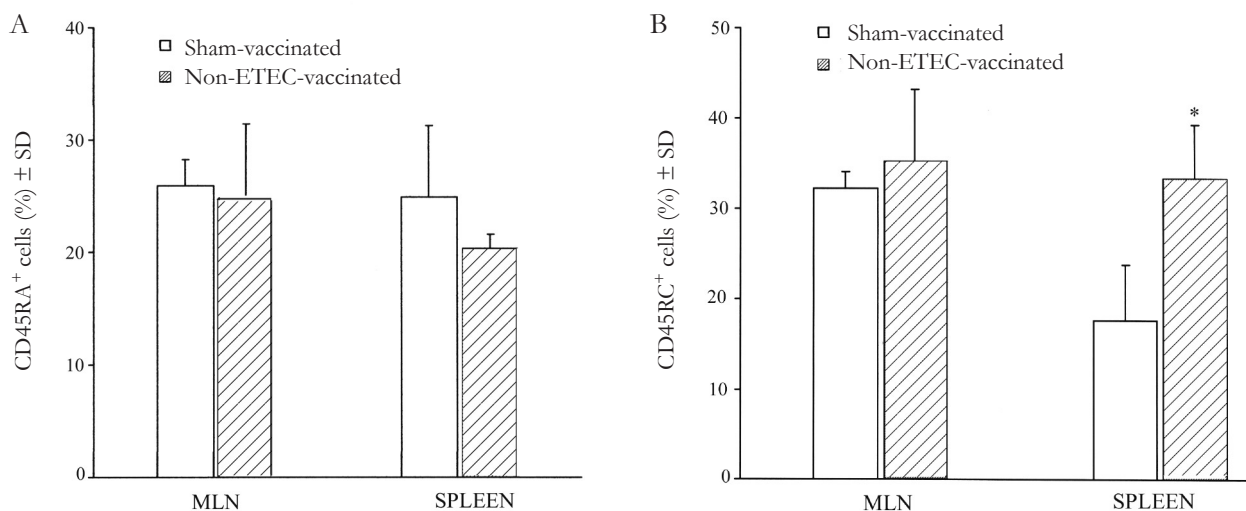 A
CD45RA⁺ cells (%) ± SD
40
30
20
10
0
Sham-vaccinated
Non-ETEC-vaccinated
MLN SPLEEN
B
CD45RC⁺ cells (%) ± SD
50
40
30
20
10
0
Sham-vaccinated
Non-ETEC-vaccinated
*
MLN SPLEEN